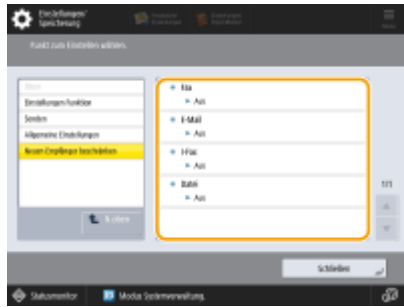 Einstellungen/
Speicherung
Punkt zum Einstellen wählen.
Einstellungen Funktion
Senden
Allgemeine Einstellungen
Neuen Empfänger beschränken
N.oben
Fax
Aus
E-Mail
Aus
I-Fax
Aus
Datei
Aus
1/1
Schließen
Statusmonitor
Modus Systemverwaltung.